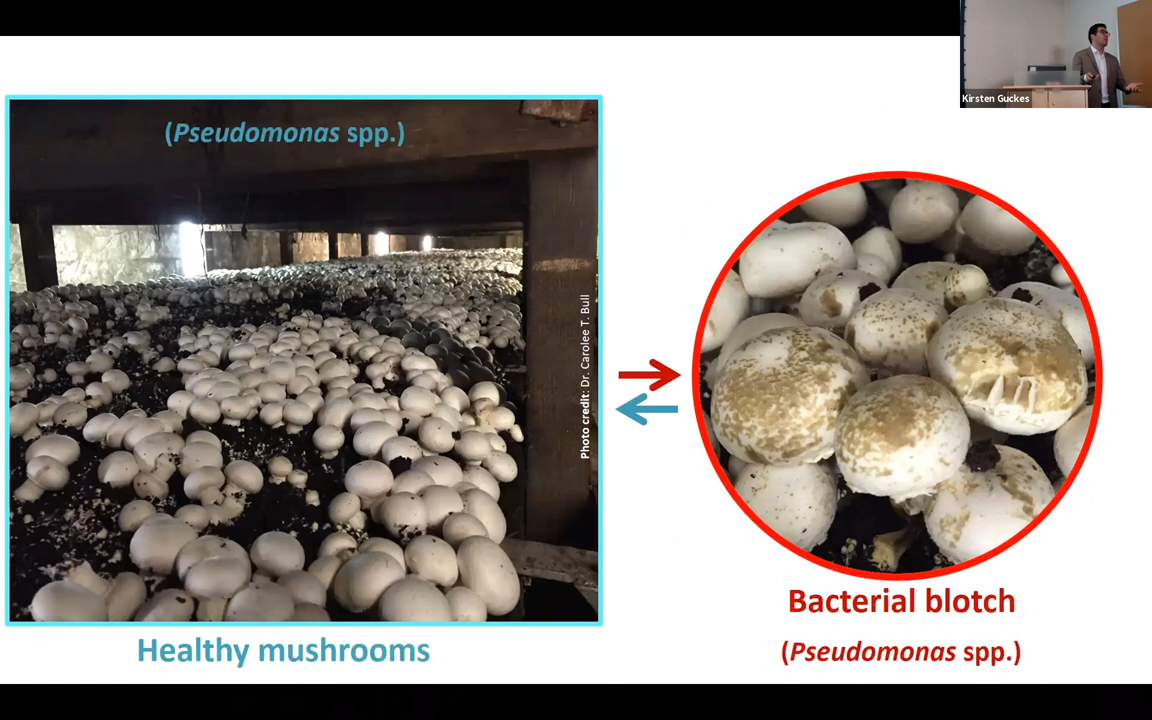 Kirsten Guckes
(Pseudomonas spp.)
Photo credit: Dr. Carolee T. Bull
Healthy mushrooms
Bacterial blotch
(Pseudomonas spp.)